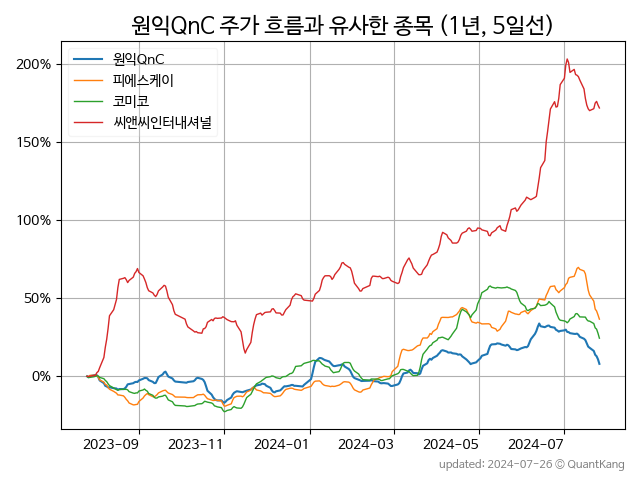 원익QnC 주가 흐름과 유사한 종목 (1년, 5일선)
원익QnC
피에스케이
코미코
씨앤씨인터내셔널
200%
150%
100%
50%
0%
2023-09
2023-11
2024-01
2024-03
2024-05
2024-07
updated: 2024-07-26 © QuantKang